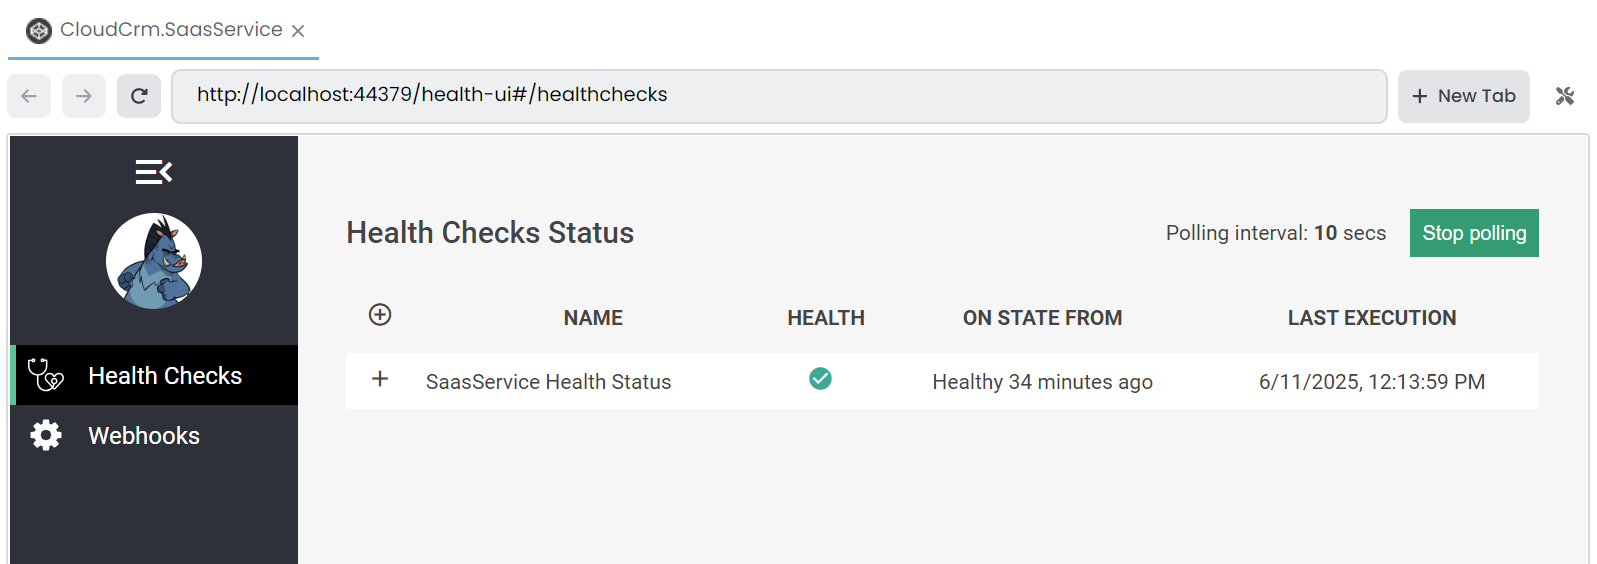 CloudCrm.SaasService
http://localhost:44379/health-ui#/healthchecks
New Tab
Health Checks Status
Polling interval: 10 secs
Stop polling
NAME HEALTH ON STATE FROM LAST EXECUTION
SaasService Health Status Healthy 34 minutes ago 6/11/2025, 12:13:59 PM
Health Checks
Webhooks